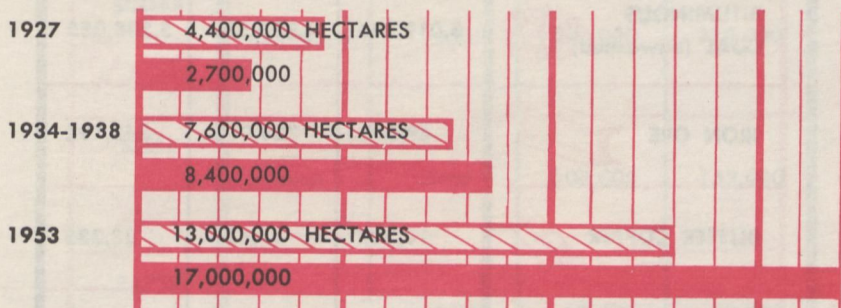 1927 4,400,000 HECTARES
2,700,000
1934-1938 7,600,000 HECTARES
8,400,000
1953 13,000,000 HECTARES
17,000,000